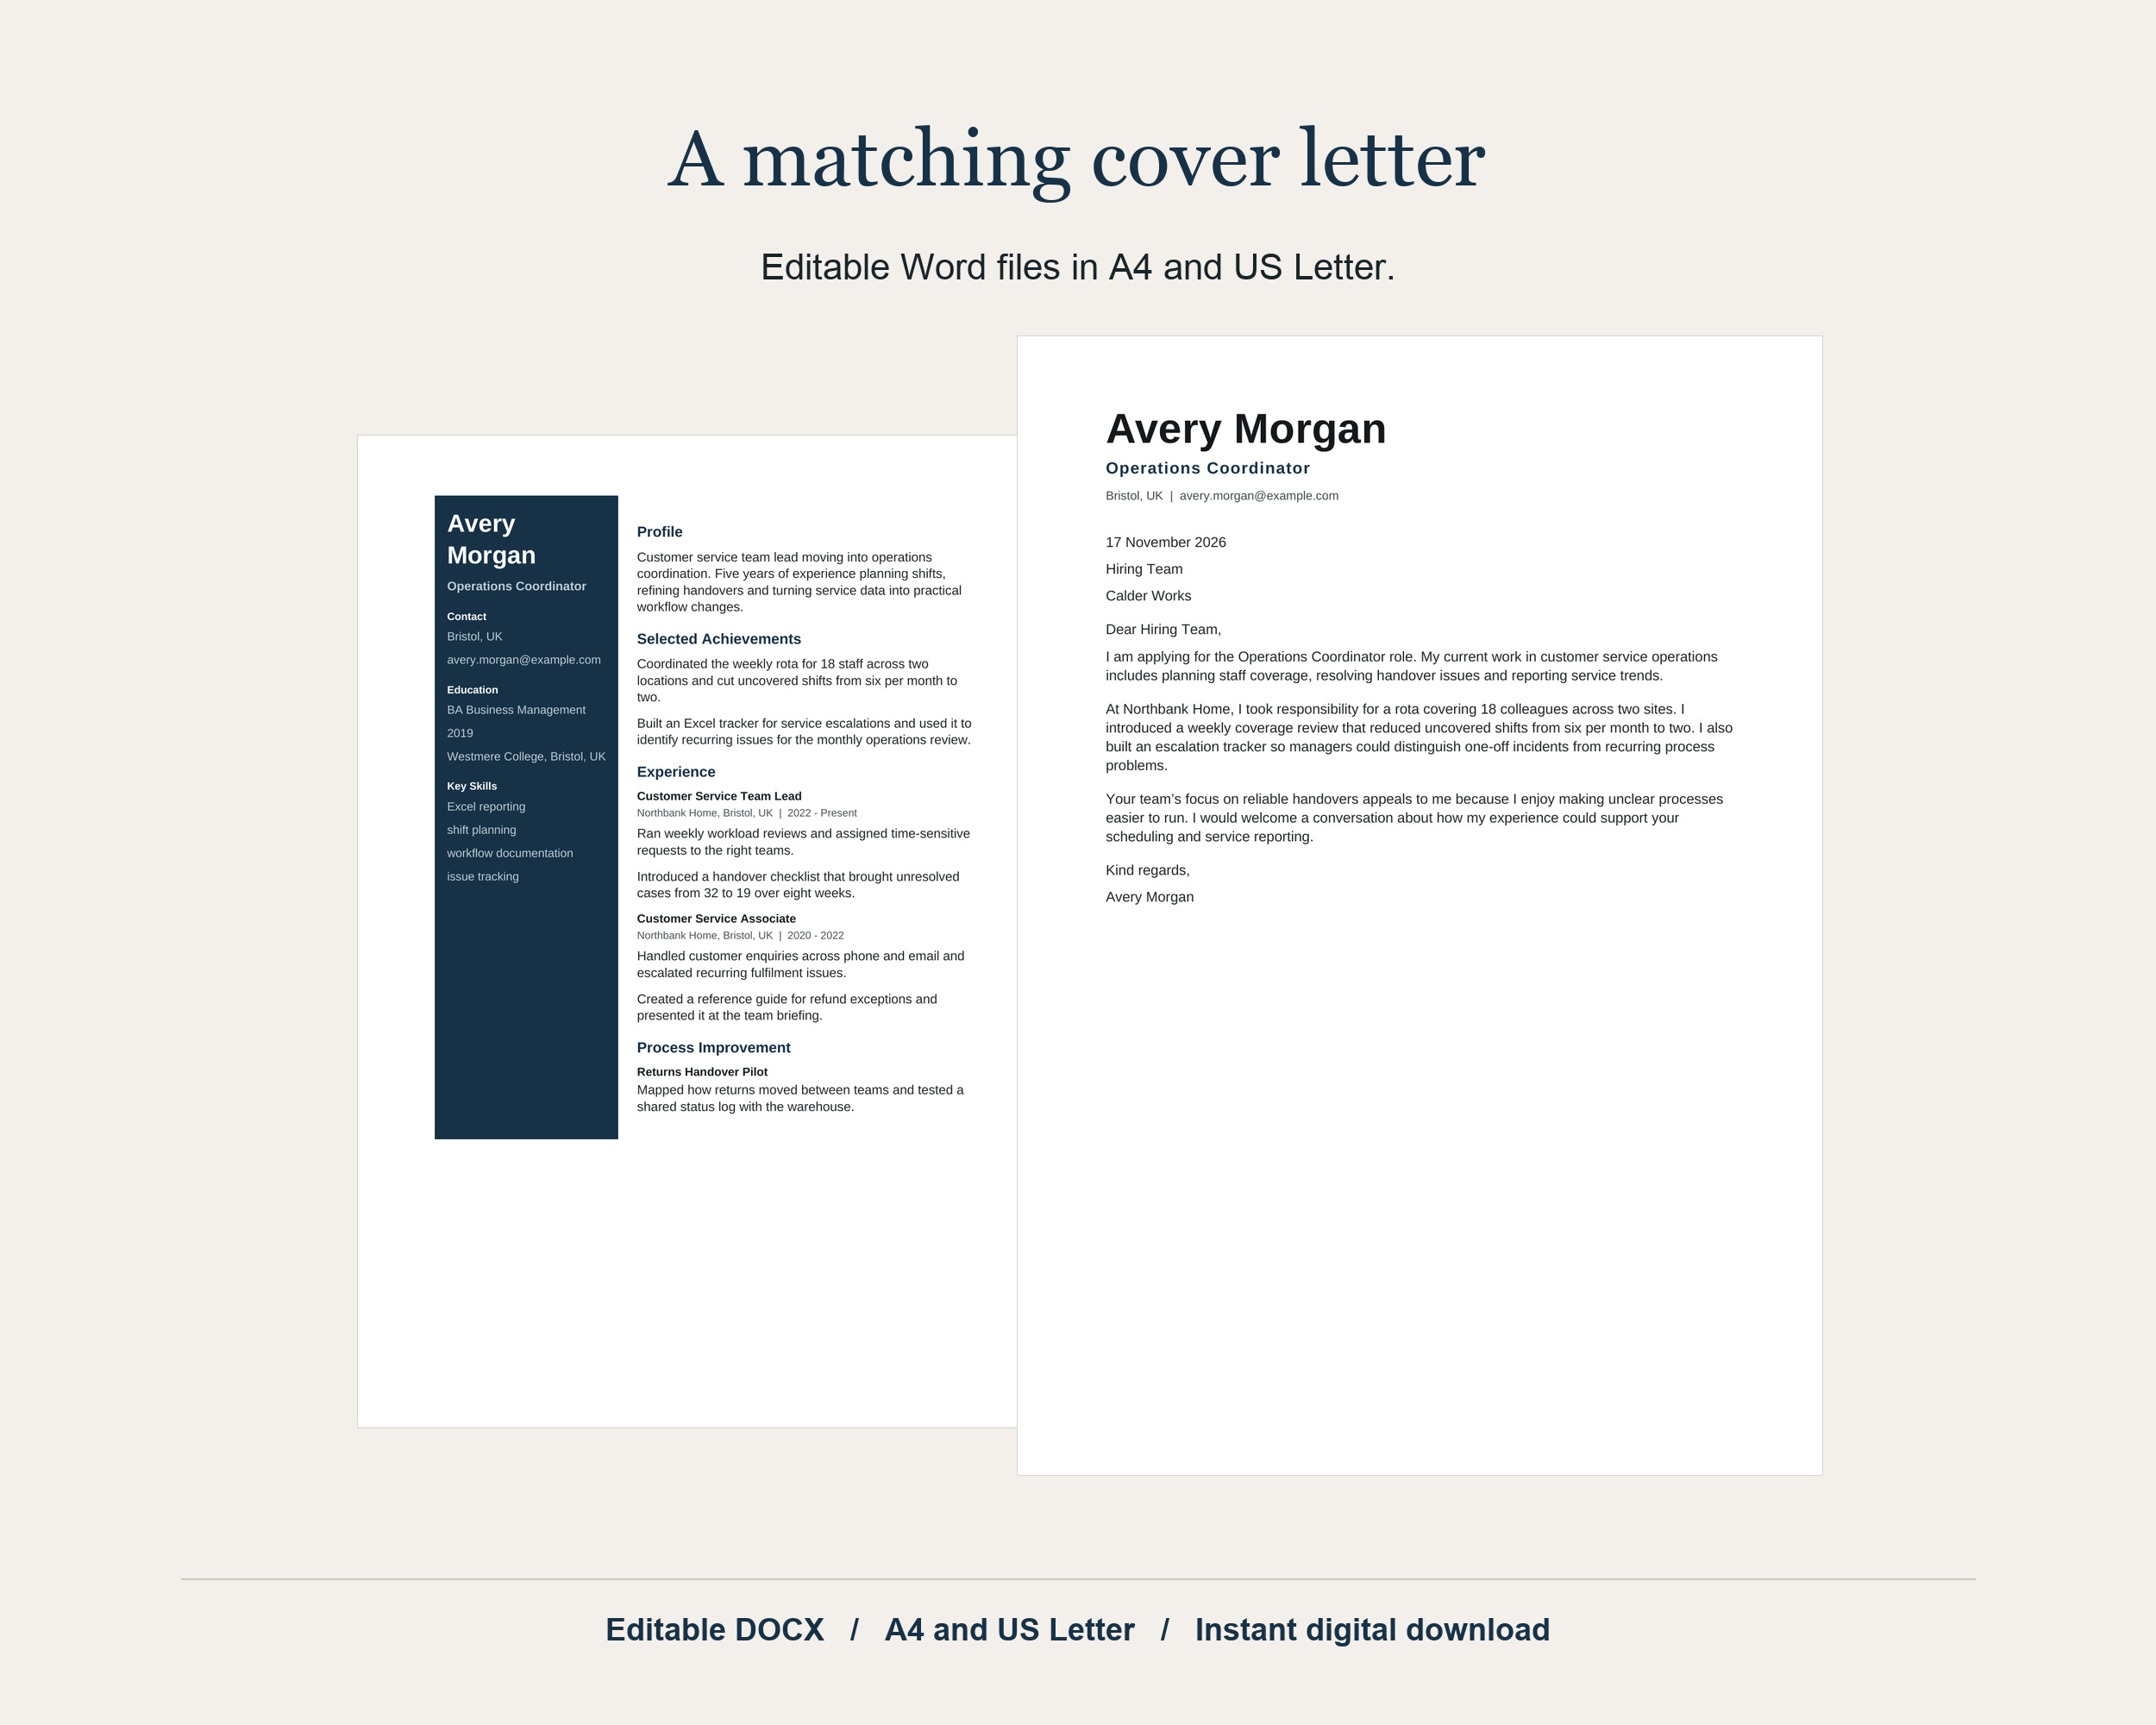 A matching cover letter
Editable Word files in A4 and US Letter.
Avery
Morgan
Operations Coordinator
Contact
Bristol, UK
avery.morgan@example.com
Education
BA Business Management
2019
Westmere College, Bristol, UK
Key Skills
Excel reporting
shift planning
workflow documentation
issue tracking
Profile
Customer service team lead moving into operations
coordination. Five years of experience planning shifts,
refining handovers and turning service data into practical
workflow changes.
Selected Achievements
Coordinated the weekly rota for 18 staff across two
locations and cut uncovered shifts from six per month to
two.
Built an Excel tracker for service escalations and used it to
identify recurring issues for the monthly operations review.
Experience
Customer Service Team Lead
Northbank Home, Bristol, UK | 2022 - Present
Ran weekly workload reviews and assigned time-sensitive
requests to the right teams.
Introduced a handover checklist that brought unresolved
cases from 32 to 19 over eight weeks.
Customer Service Associate
Northbank Home, Bristol, UK | 2020 - 2022
Handled customer enquiries across phone and email and
escalated recurring fulfilment issues.
Created a reference guide for refund exceptions and
presented it at the team briefing.
Process Improvement
Returns Handover Pilot
Mapped how returns moved between teams and tested a
shared status log with the warehouse.
Avery Morgan
Operations Coordinator
Bristol, UK | avery.morgan@example.com
17 November 2026
Hiring Team
Calder Works
Dear Hiring Team,
I am applying for the Operations Coordinator role. My current work in customer service operations
includes planning staff coverage, resolving handover issues and reporting service trends.
At Northbank Home, I took responsibility for a rota covering 18 colleagues across two sites. I
introduced a weekly coverage review that reduced uncovered shifts from six per month to two. I also
built an escalation tracker so managers could distinguish one-off incidents from recurring process
problems.
Your team’s focus on reliable handovers appeals to me because I enjoy making unclear processes
easier to run. I would welcome a conversation about how my experience could support your
scheduling and service reporting.
Kind regards,
Avery Morgan
Editable DOCX / A4 and US Letter / Instant digital download